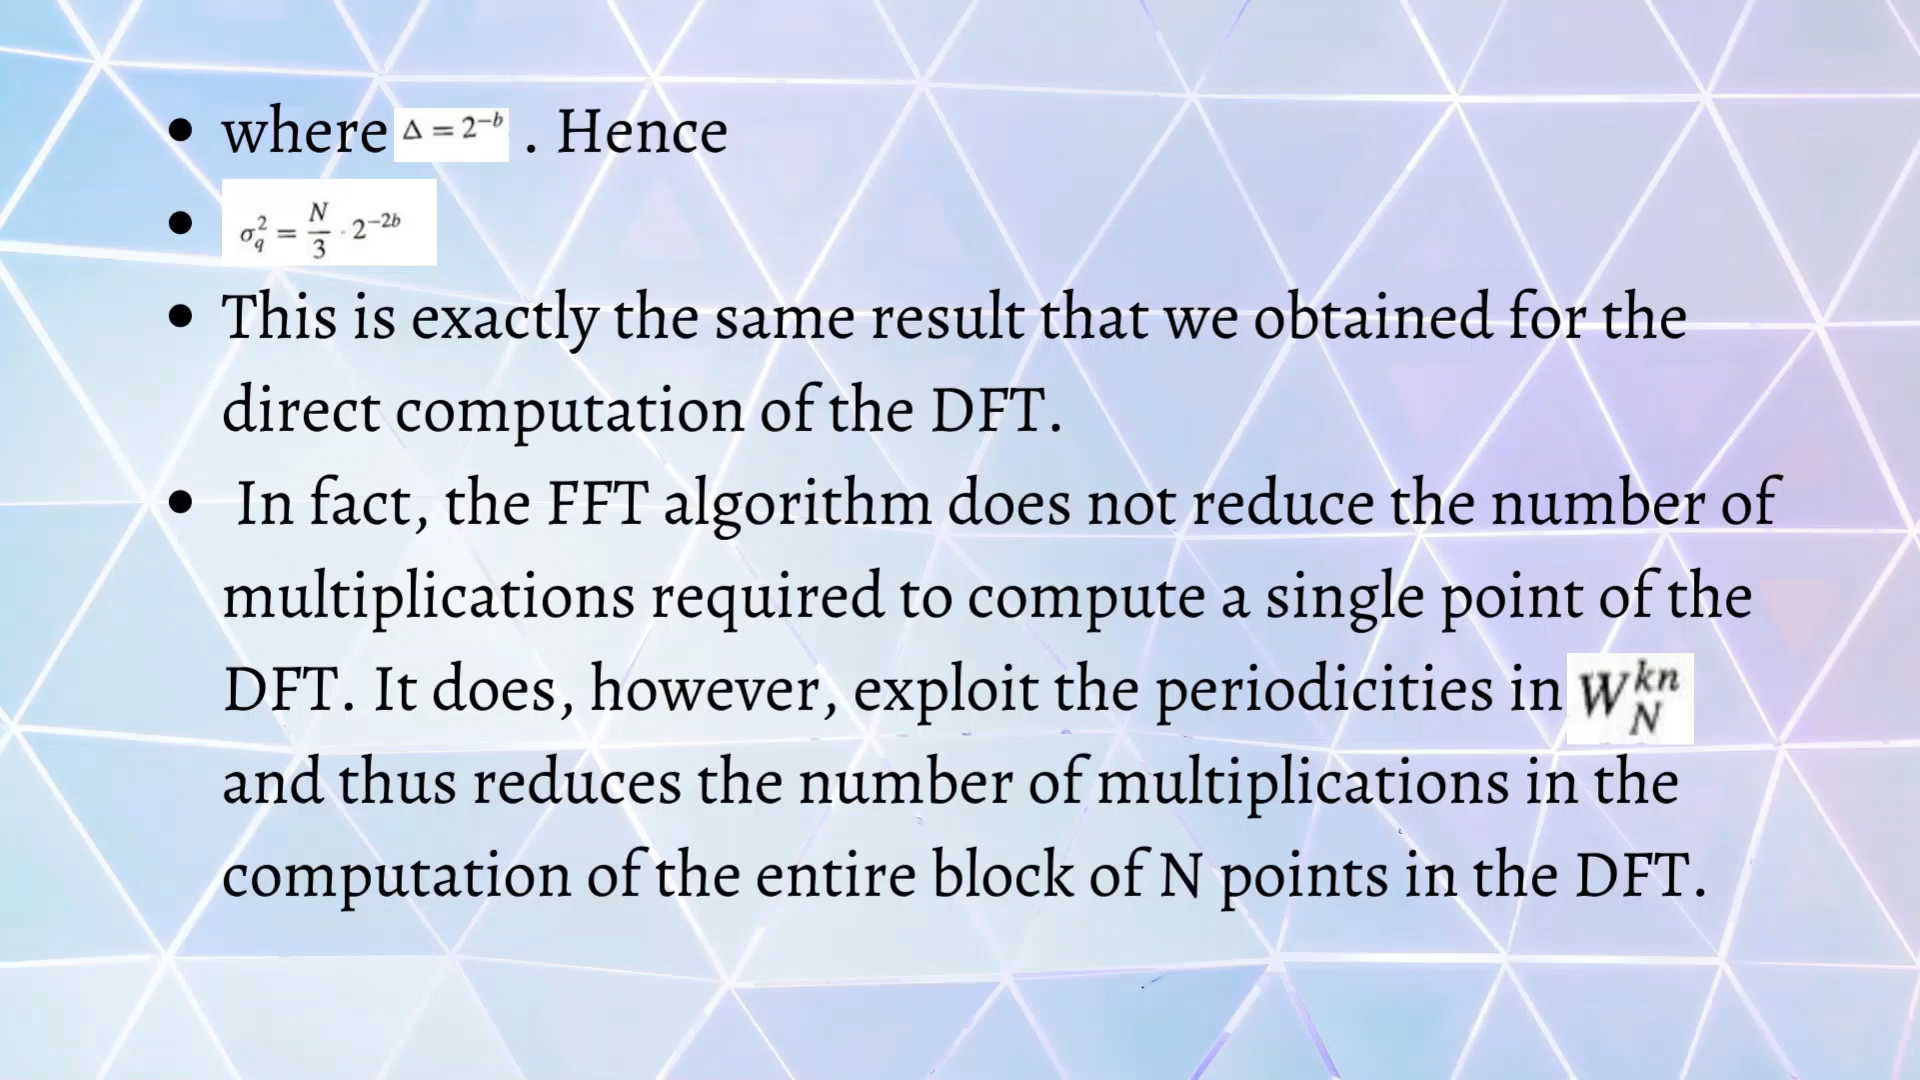 • where Δ = 2^{-b} . Hence
• σ_q^2 = \frac{N}{3} · 2^{-2b}
• This is exactly the same result that we obtained for the
direct computation of the DFT.
• In fact, the FFT algorithm does not reduce the number of
multiplications required to compute a single point of the
DFT. It does, however, exploit the periodicities in W_N^{kn}
and thus reduces the number of multiplications in the
computation of the entire block of N points in the DFT.